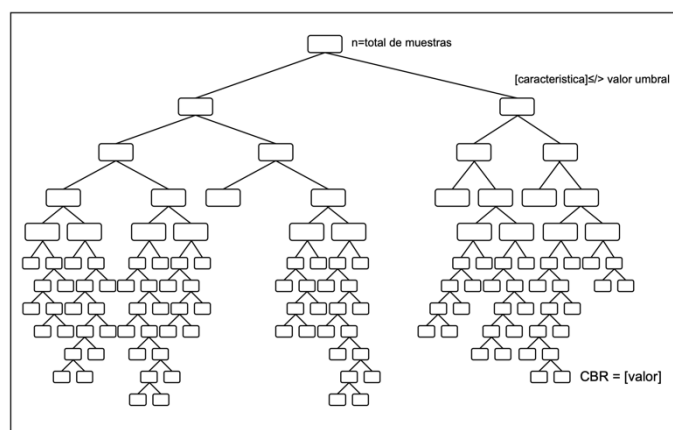 n=total de muestras
[caracteristica]≤/> valor umbral
CBR = [valor]